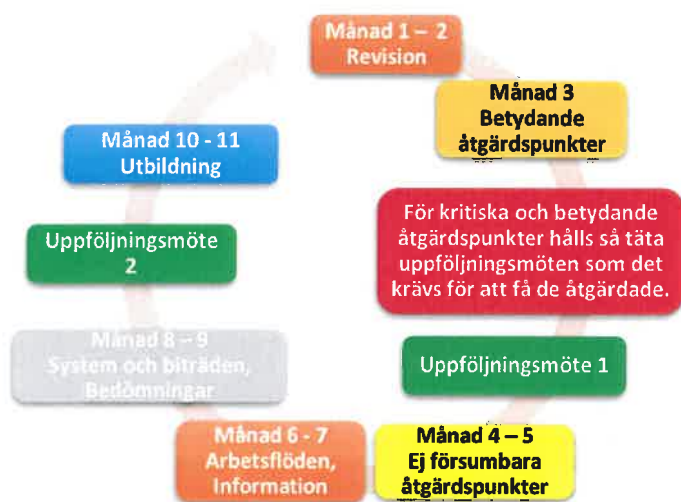 Månad 1 – 2
Revision
Månad 3
Betydande
åtgärdspunkter
För kritiska och betydande
åtgärdspunkter hålls så täta
uppföljningsmöten som det
krävs för att få de åtgärdade.
Uppföljningsmöte 1
Månad 4 – 5
Ej försumbara
åtgärdspunkter
Månad 6 - 7
Arbetsflöden,
Information
Månad 8 – 9
System och biträden,
Bedömningar
Uppföljningsmöte
2
Månad 10 - 11
Utbildning